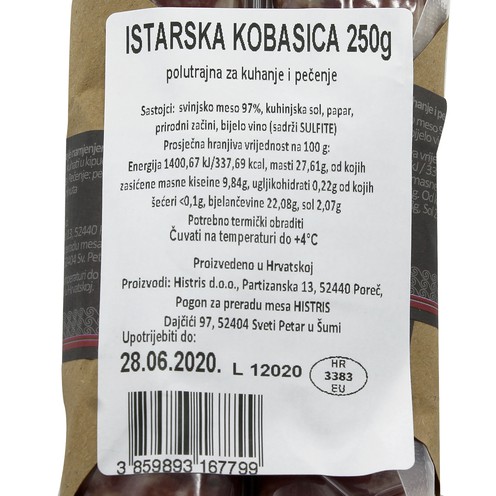 ISTARSKA KOBASICA 250g
polutrajna za kuhanje i pečenje
Sastojci: svinjsko meso 97%, kuhinjska sol, papar,
prirodni začini, bijelo vino (sadrži SULFITE)
Prosječna hranjiva vrijednost na 100 g:
Energija 1400,67 kJ/337,69 kcal, masti 27,61g, od kojih
zasićene masne kiseine 9,84g, ugljikohidrati 0,22g od kojih
šećeri <0,1g, bjelančevine 22,08g, sol 2,07g
Potrebno termički obraditi
Čuvati na temperaturi do +4°C
Proizvedeno u Hrvatskoj
Proizvodi: Histris d.o.o., Partizanska 13, 52440 Poreč,
Pogon za preradu mesa HISTRIS
Dajčići 97, 52404 Sveti Petar u Šumi
Upotrijebiti do:
28.06.2020. L 12020
HR
3383
EU
3 859893 167799